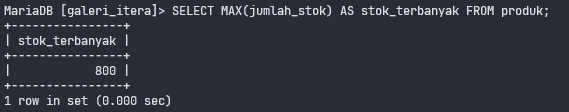 MariaDB [galeri_itera]> SELECT MAX(jumlah_stok) AS stok_terbanyak FROM produk;
+----------------+
| stok_terbanyak |
+----------------+
|            800 |
+----------------+
1 row in set (0.000 sec)